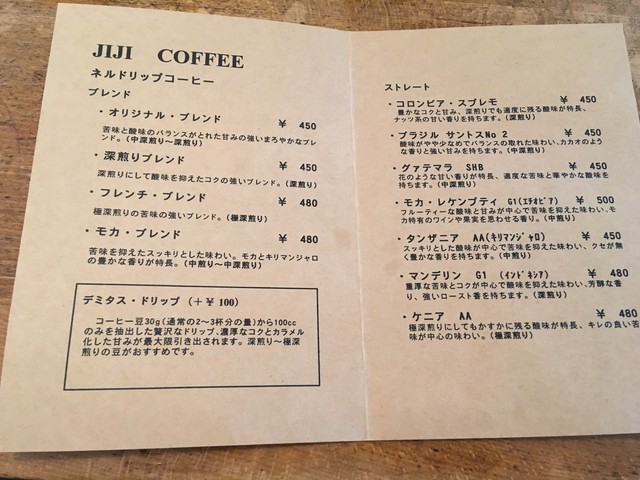 JIJI COFFEE
ネルドリップコーヒー
ブレンド
・オリジナル・ブレンド ¥ 450
苦味と酸味のバランスがとれた甘みの強いまろやかなブレ
ンド。(中深煎り～深煎り)
・深煎りブレンド ¥ 450
深煎りにして酸味を抑えたコクの強いブレンド。(深煎り)
・フレンチ・ブレンド ¥ 480
極深煎りの苦味の強いブレンド。(極深煎り)
・モカ・ブレンド ¥ 480
苦味を抑えたスッキリとした味わい。モカとキリマンジャロ
の豊かな香りが特長。(中煎り～中深煎り)
デミタス・ドリップ (＋¥ 100)
コーヒー豆30g(通常の2～3杯分の量)から100cc
のみを抽出した贅沢なドリップ、濃厚なコクとカラメル
化した甘みが最大限引き出されます。深煎り～極深
煎りの豆がおすすめです。
ストレート
・コロンビア・スプレモ ¥ 450
豊かなコクと甘み、深煎りでも適度に残る酸味が特長、
ナッツ系の甘い香りを持ちます。(深煎り)
・ブラジル サントスNo 2 ¥ 450
酸味がやや少なめでバランスの取れた味わい、カカオのよう
な香りと強い甘みを持ちます。(中深煎り)
・グァテマラ SHB ¥ 450
花のような甘い香りが特長、適度な苦味と華やかな酸味を
持ちます。(中深煎り)
・モカ・レケンプティ G1(エチオピア) ¥ 500
フルーティーな酸味と甘みが中心で苦味を抑えた味わい、モ
カ特有のワインや果実を思わせる香り。(中煎り)
・タンザニア AA(キリマンジャロ) ¥ 450
スッキリとした酸味が中心で苦味を抑えた味わい、クセが無
く豊かな香りを持ちます。(中煎り)
・マンデリン G1 (インドネシア) ¥ 480
重厚な苦味とコクが中心で酸味を抑えた味わい、芳醇な香
り、強いロースト香を持ちます。(深煎り)
・ケニア AA ¥ 480
極深煎りにしてもかすかに残る酸味が特長、キレの良い苦
味が中心の味わい。(極深煎り)